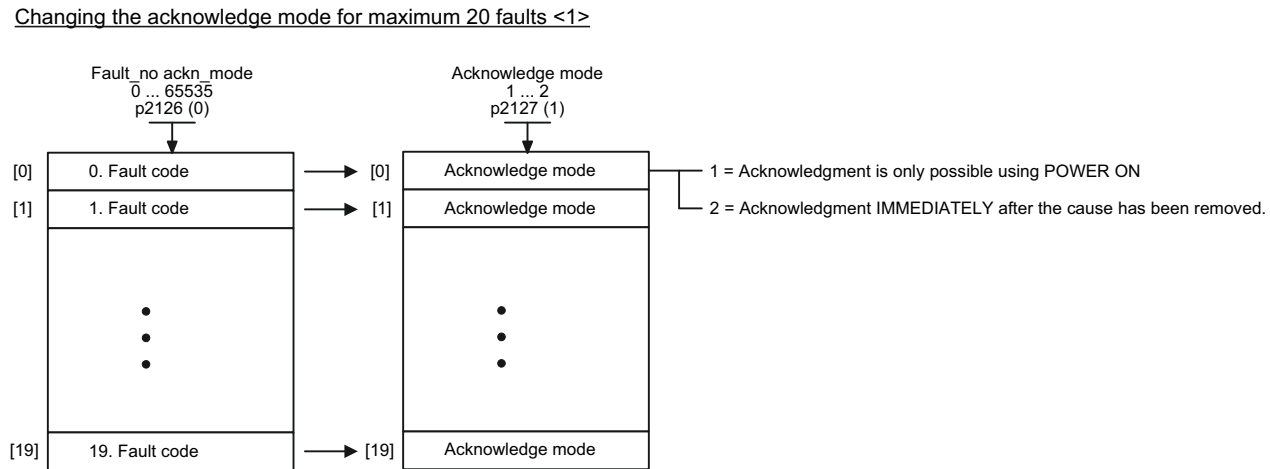 Changing the acknowledge mode for maximum 20 faults <1>
Fault_no ackn_mode
0 ... 65535
p2126 (0)
Acknowledge mode
1 ... 2
p2127 (1)
[0] 0. Fault code [0] Acknowledge mode 1 = Acknowledgment is only possible using POWER ON
[1] 1. Fault code [1] Acknowledge mode 2 = Acknowledgment IMMEDIATELY after the cause has been removed.
[19] 19. Fault code [19] Acknowledge mode